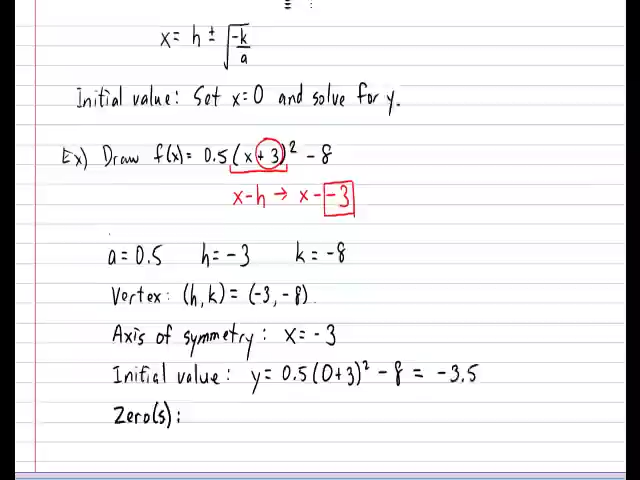 x = h ± √(-k/a)
Initial value: Set x=0 and solve for y.
Ex) Draw f(x) = 0.5(x+3)² - 8
x-h → x - -3
a = 0.5 h = -3 k = -8
Vertex: (h, k) = (-3, -8)
Axis of symmetry: x = -3
Initial value: y = 0.5(0+3)² - 8 = -3.5
Zero(s):